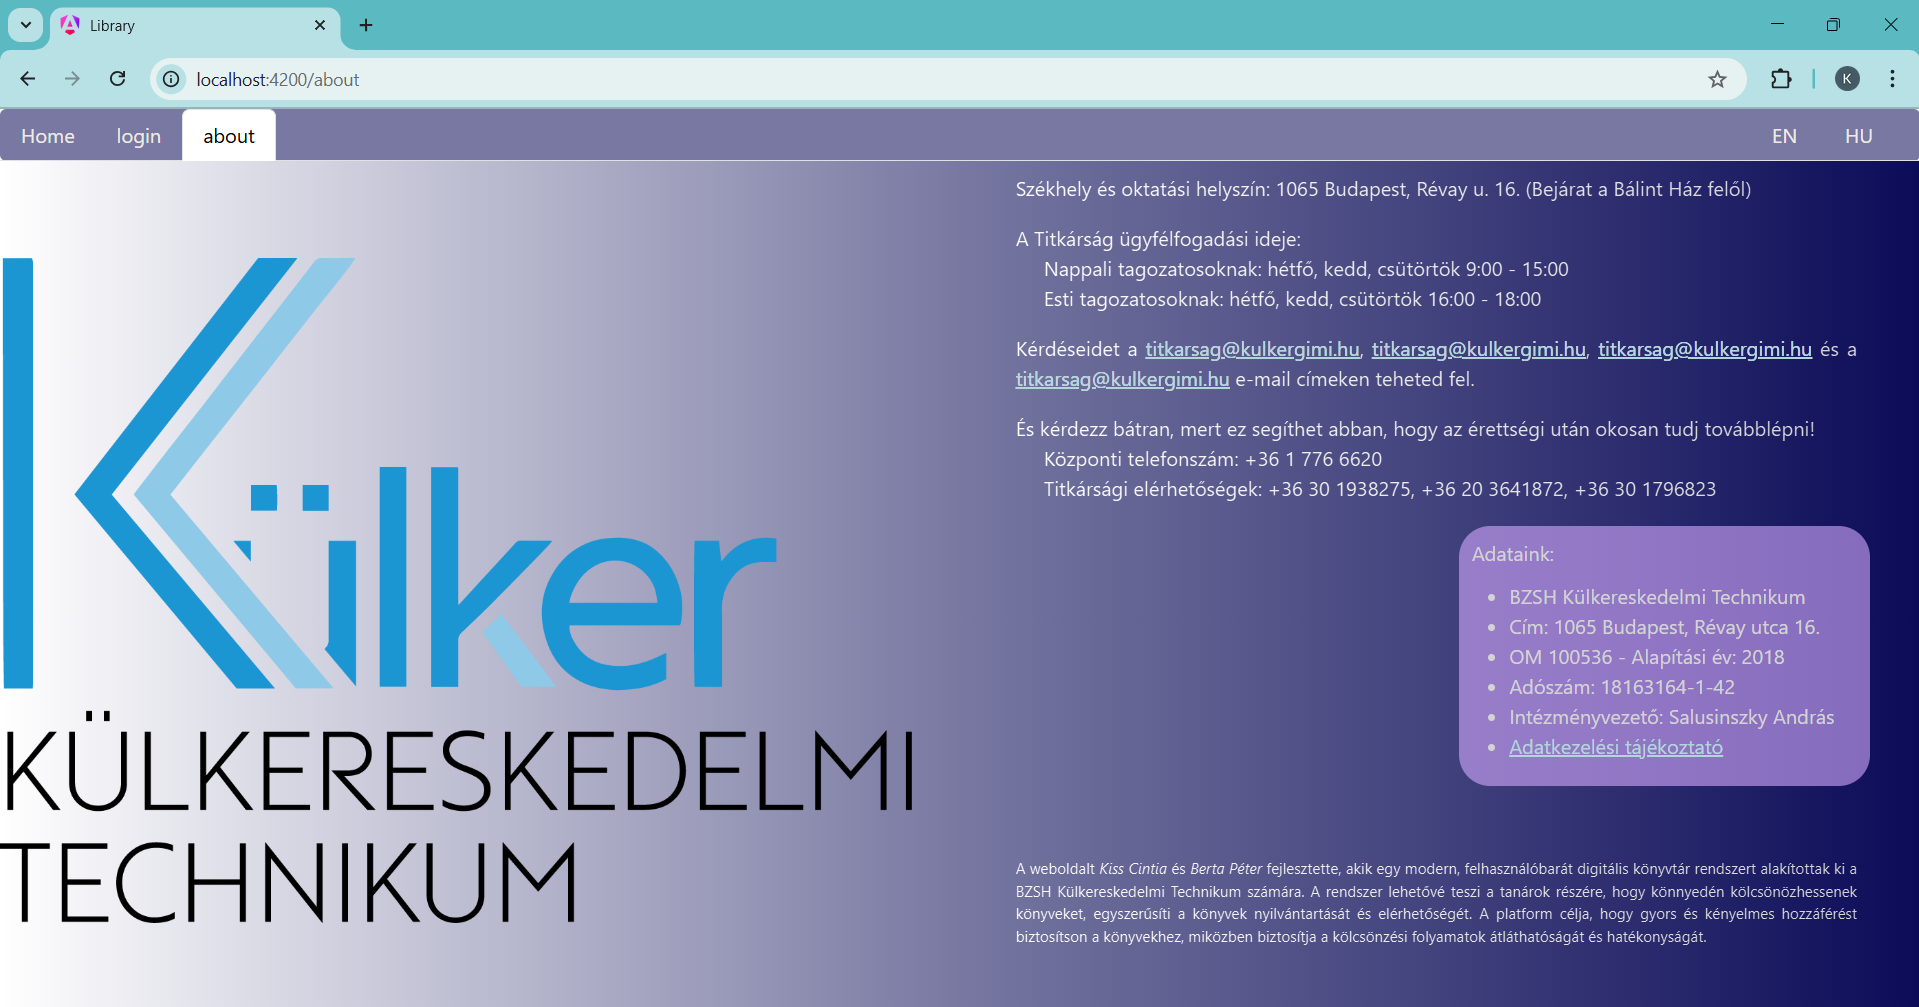 Library
localhost:4200/about
K
Home login about EN HU
Székhely és oktatási helyszín: 1065 Budapest, Révay u. 16. (Bejárat a Bálint Ház felől)
A Titkárság ügyfélfogadási ideje:
Nappali tagozatosoknak: hétfő, kedd, csütörtök 9:00 - 15:00
Esti tagozatosoknak: hétfő, kedd, csütörtök 16:00 - 18:00
Kérdéseidet a titkarsag@kulkergimi.hu, titkarsag@kulkergimi.hu, titkarsag@kulkergimi.hu és a
titkarsag@kulkergimi.hu e-mail címeken teheted fel.
És kérdezz bátran, mert ez segíthet abban, hogy az érettségi után okosan tudj továbblépni!
Központi telefonszám: +36 1 776 6620
Titkársági elérhetőségek: +36 30 1938275, +36 20 3641872, +36 30 1796823
Külker
KÜLKERESKEDELMI
TECHNIKUM
Adataink:
• BZSH Külkereskedelmi Technikum
• Cím: 1065 Budapest, Révay utca 16.
• OM 100536 - Alapítási év: 2018
• Adószám: 18163164-1-42
• Intézményvezető: Salusinszky András
• Adatkezelési tájékoztató
A weboldalt Kiss Cintia és Berta Péter fejlesztette, akik egy modern, felhasználóbarát digitális könyvtár rendszert alakítottak ki a
BZSH Külkereskedelmi Technikum számára. A rendszer lehetővé teszi a tanárok részére, hogy könnyedén kölcsönözhessenek
könyveket, egyszerűsíti a könyvek nyilvántartását és elérhetőségét. A platform célja, hogy gyors és kényelmes hozzáférést
biztosítson a könyvekhez, miközben biztosítja a kölcsönzési folyamatok átláthatóságát és hatékonyságát.